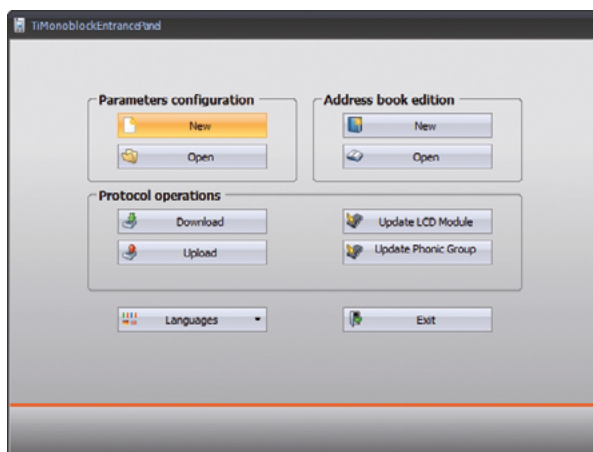 TiMonoblockEntrancePand
Parameters configuration
New
Open
Address book edition
New
Open
Protocol operations
Download
Upload
Update LCD Module
Update Phonic Group
Languages
Exit